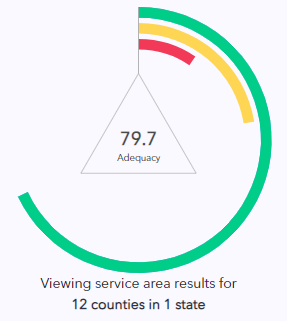 79.7
Adequacy
Viewing service area results for
12 counties in 1 state